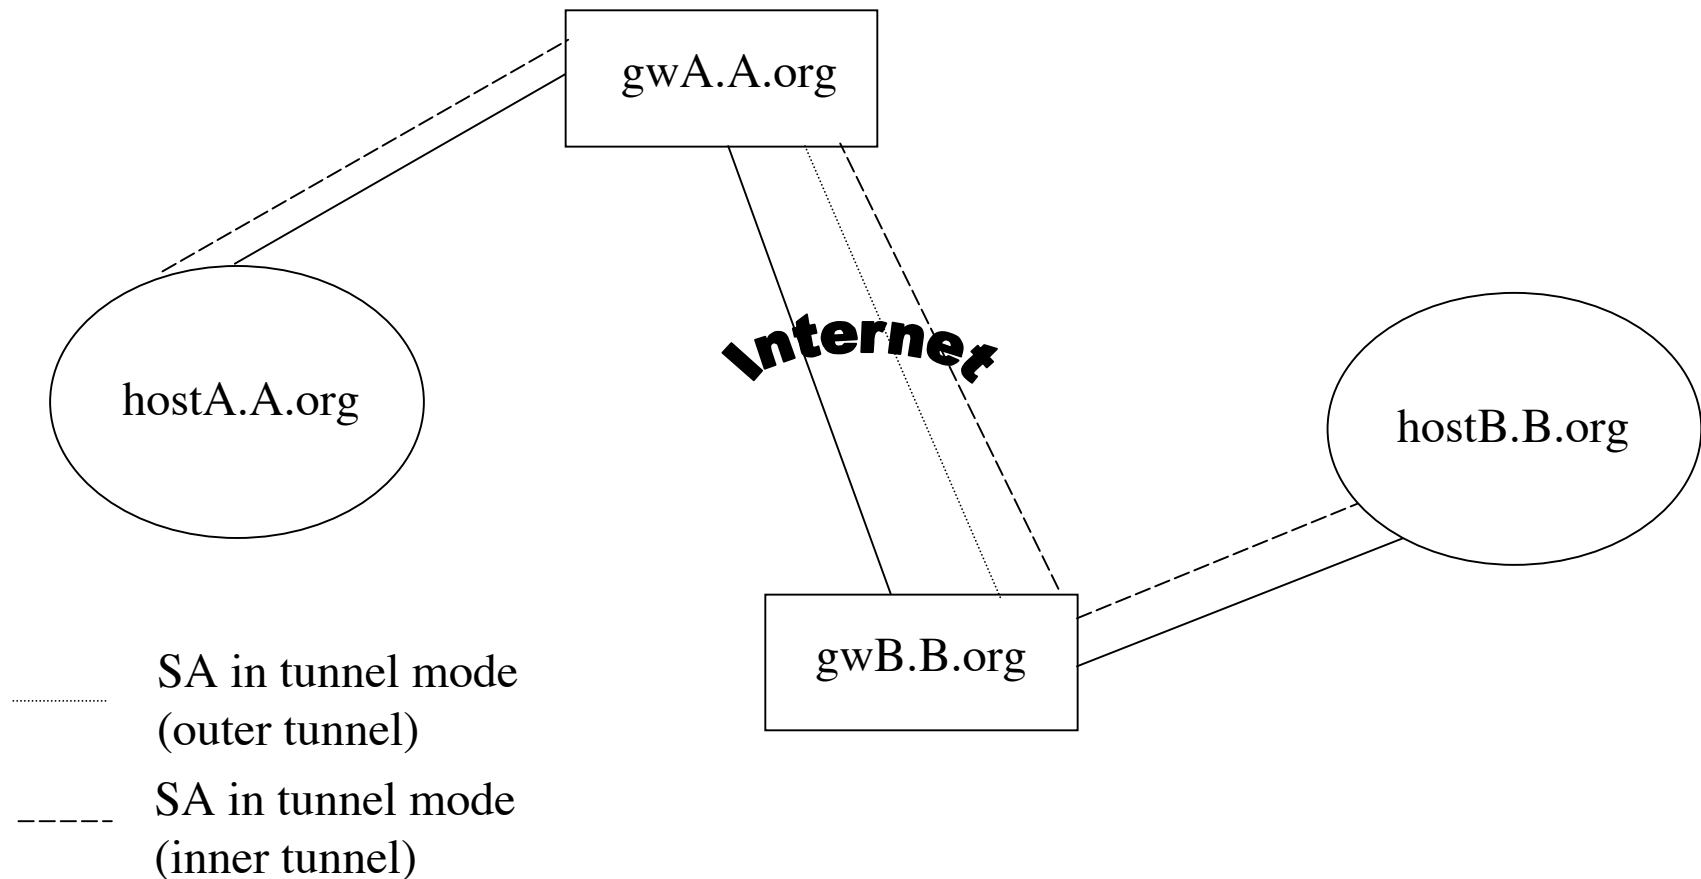 gwA.A.org
Internet
hostA.A.org
hostB.B.org
gwB.B.org
SA in tunnel mode
(outer tunnel)
SA in tunnel mode
(inner tunnel)